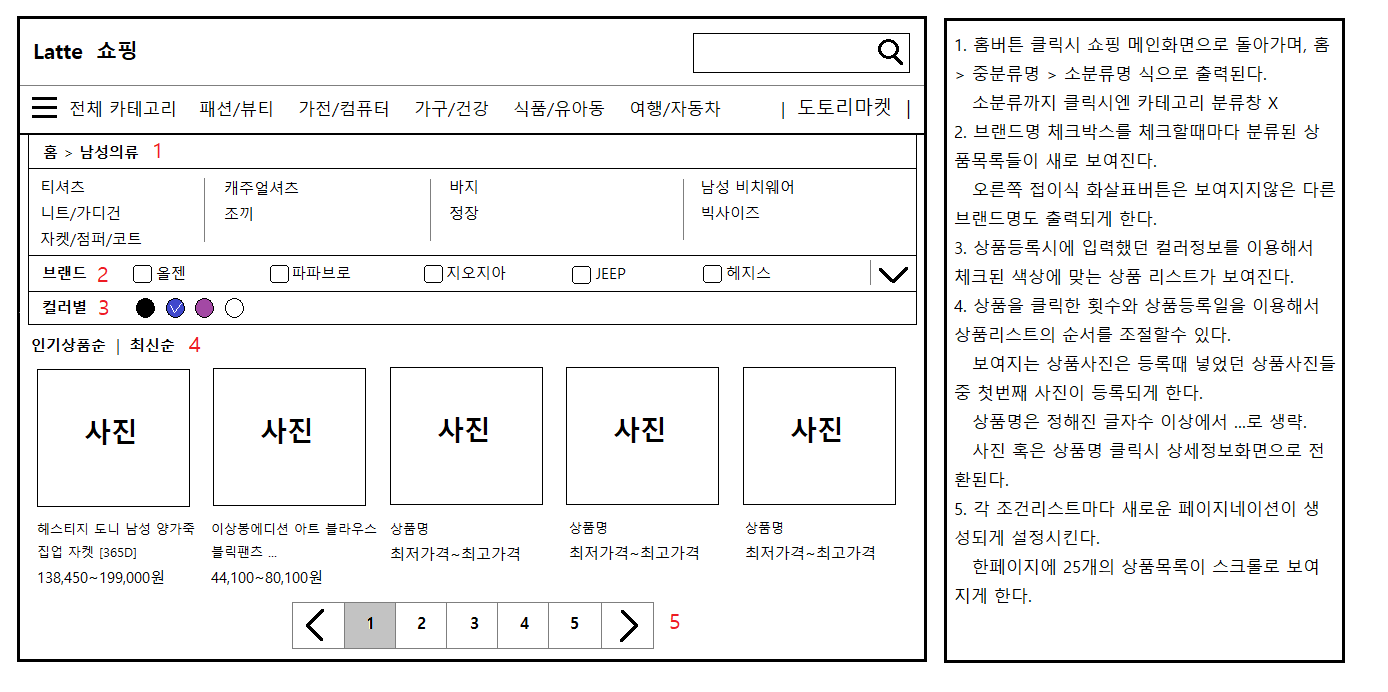 Latte 쇼핑
전체 카테고리 패션/뷰티 가전/컴퓨터 가구/건강 식품/유아동 여행/자동차 | 도토리마켓 |
홈 > 남성의류 1
티셔츠 캐주얼셔츠 바지 남성 비치웨어
니트/가디건 조끼 정장 빅사이즈
자켓/점퍼/코트
브랜드 2 올젠 파파브로 지오지아 JEEP 헤지스
컬러별 3
인기상품순 | 최신순 4
사진 사진 사진 사진 사진
헤스티지 도니 남성 양가죽 이상봉에디션 아트 블라우스 상품명 상품명 상품명
집업 자켓 [365D] 블릭팬츠 ... 최저가격~최고가격 최저가격~최고가격 최저가격~최고가격
138,450~199,000원 44,100~80,100원
1 2 3 4 5 5
1. 홈버튼 클릭시 쇼핑 메인화면으로 돌아가며, 홈
> 중분류명 > 소분류명 식으로 출력된다.
소분류까지 클릭시엔 카테고리 분류창 X
2. 브랜드명 체크박스를 체크할때마다 분류된 상
품목록들이 새로 보여진다.
오른쪽 접이식 화살표버튼은 보여지지않은 다른
브랜드명도 출력되게 한다.
3. 상품등록시에 입력했던 컬러정보를 이용해서
체크된 색상에 맞는 상품 리스트가 보여진다.
4. 상품을 클릭한 횟수와 상품등록일을 이용해서
상품리스트의 순서를 조절할수 있다.
보여지는 상품사진은 등록때 넣었던 상품사진들
중 첫번째 사진이 등록되게 한다.
상품명은 정해진 글자수 이상에서 ...로 생략.
사진 혹은 상품명 클릭시 상세정보화면으로 전
환된다.
5. 각 조건리스트마다 새로운 페이지네이션이 생
성되게 설정시킨다.
한페이지에 25개의 상품목록이 스크롤로 보여
지게 한다.